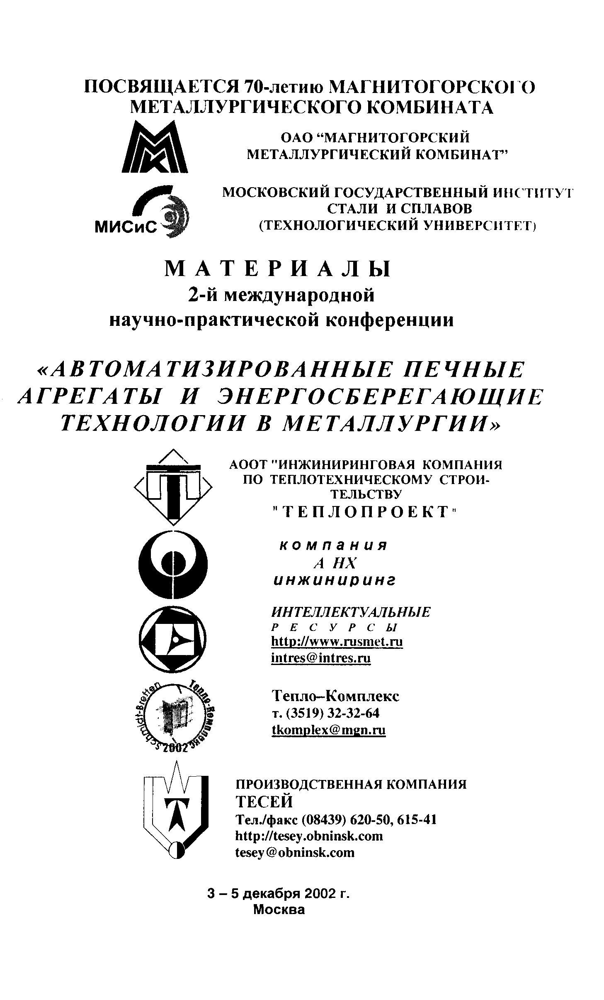 ПОСВЯЩАЕТСЯ 70-летию МАГНИТОГОРСКОГО
МЕТАЛЛУРГИЧЕСКОГО КОМБИНАТА
ММК
ОАО “МАГНИТОГОРСКИЙ
МЕТАЛЛУРГИЧЕСКИЙ КОМБИНАТ”
МИСиС
МОСКОВСКИЙ ГОСУДАРСТВЕННЫЙ ИНСТИТУТ
СТАЛИ И СПЛАВОВ
(ТЕХНОЛОГИЧЕСКИЙ УНИВЕРСИТЕТ)
М А Т Е Р И А Л Ы
2-й международной
научно-практической конференции
«АВТОМАТИЗИРОВАННЫЕ ПЕЧНЫЕ
АГРЕГАТЫ И ЭНЕРГОСБЕРЕГАЮЩИЕ
ТЕХНОЛОГИИ В МЕТАЛЛУРГИИ»
АООТ "ИНЖИНИРИНГОВАЯ КОМПАНИЯ
ПО ТЕПЛОТЕХНИЧЕСКОМУ СТРОИ-
ТЕЛЬСТВУ
"ТЕПЛОПРОЕКТ"
компания
А НХ
инжиниринг
ИНТЕЛЛЕКТУАЛЬНЫЕ
Р Е С У Р С Ы
http://www.rusmet.ru
intres@intres.ru
Schmidt-Bretten Тепло-Комплекс
2002
Тепло–Комплекс
т. (3519) 32-32-64
tkomplex@mgn.ru
ПРОИЗВОДСТВЕННАЯ КОМПАНИЯ
ТЕСЕЙ
Тел./факс (08439) 620-50, 615-41
http://tesey.obninsk.com
tesey@obninsk.com
3 – 5 декабря 2002 г.
Москва